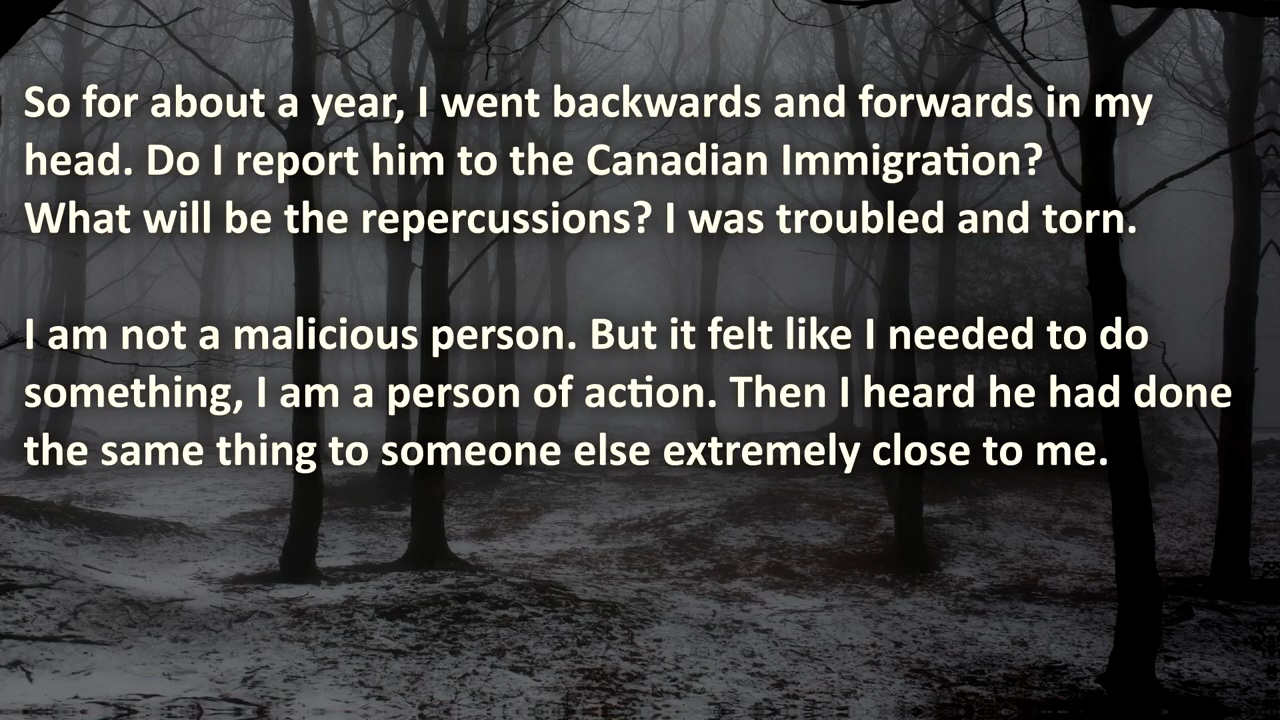 So for about a year, I went backwards and forwards in my
head. Do I report him to the Canadian Immigration?
What will be the repercussions? I was troubled and torn.
I am not a malicious person. But it felt like I needed to do
something, I am a person of action. Then I heard he had done
the same thing to someone else extremely close to me.